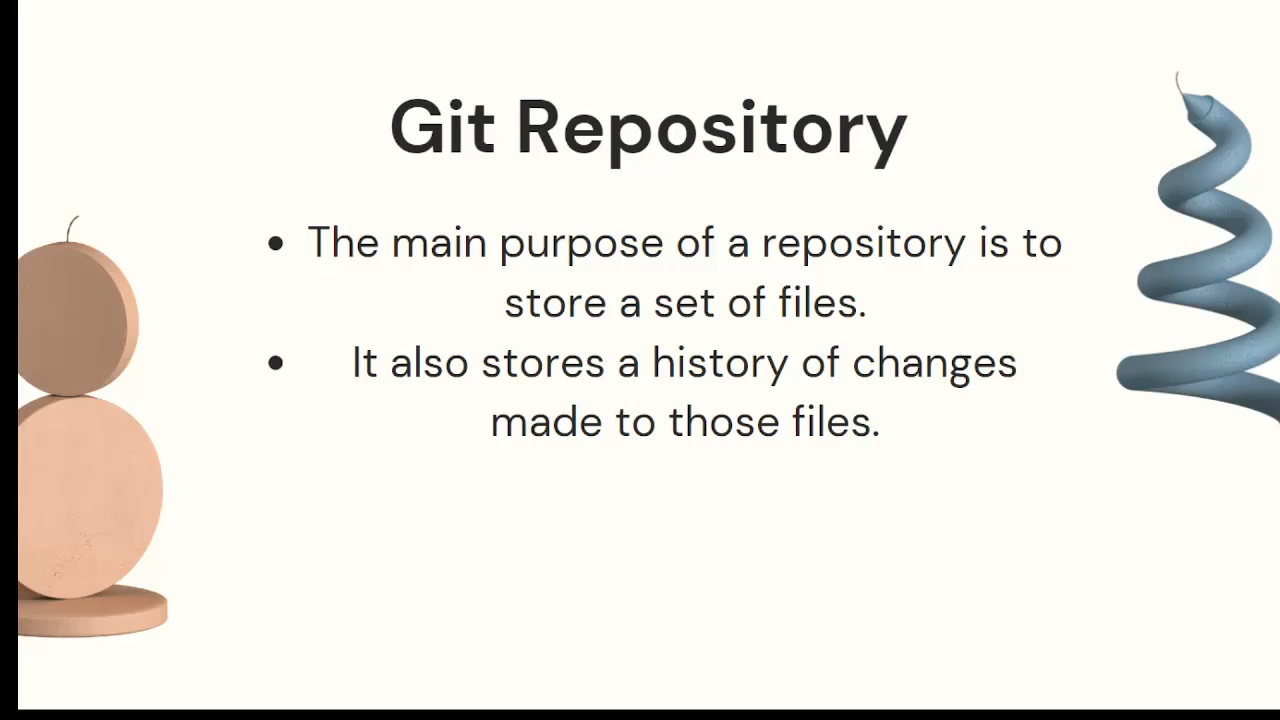 Git Repository
• The main purpose of a repository is to
store a set of files.
• It also stores a history of changes
made to those files.